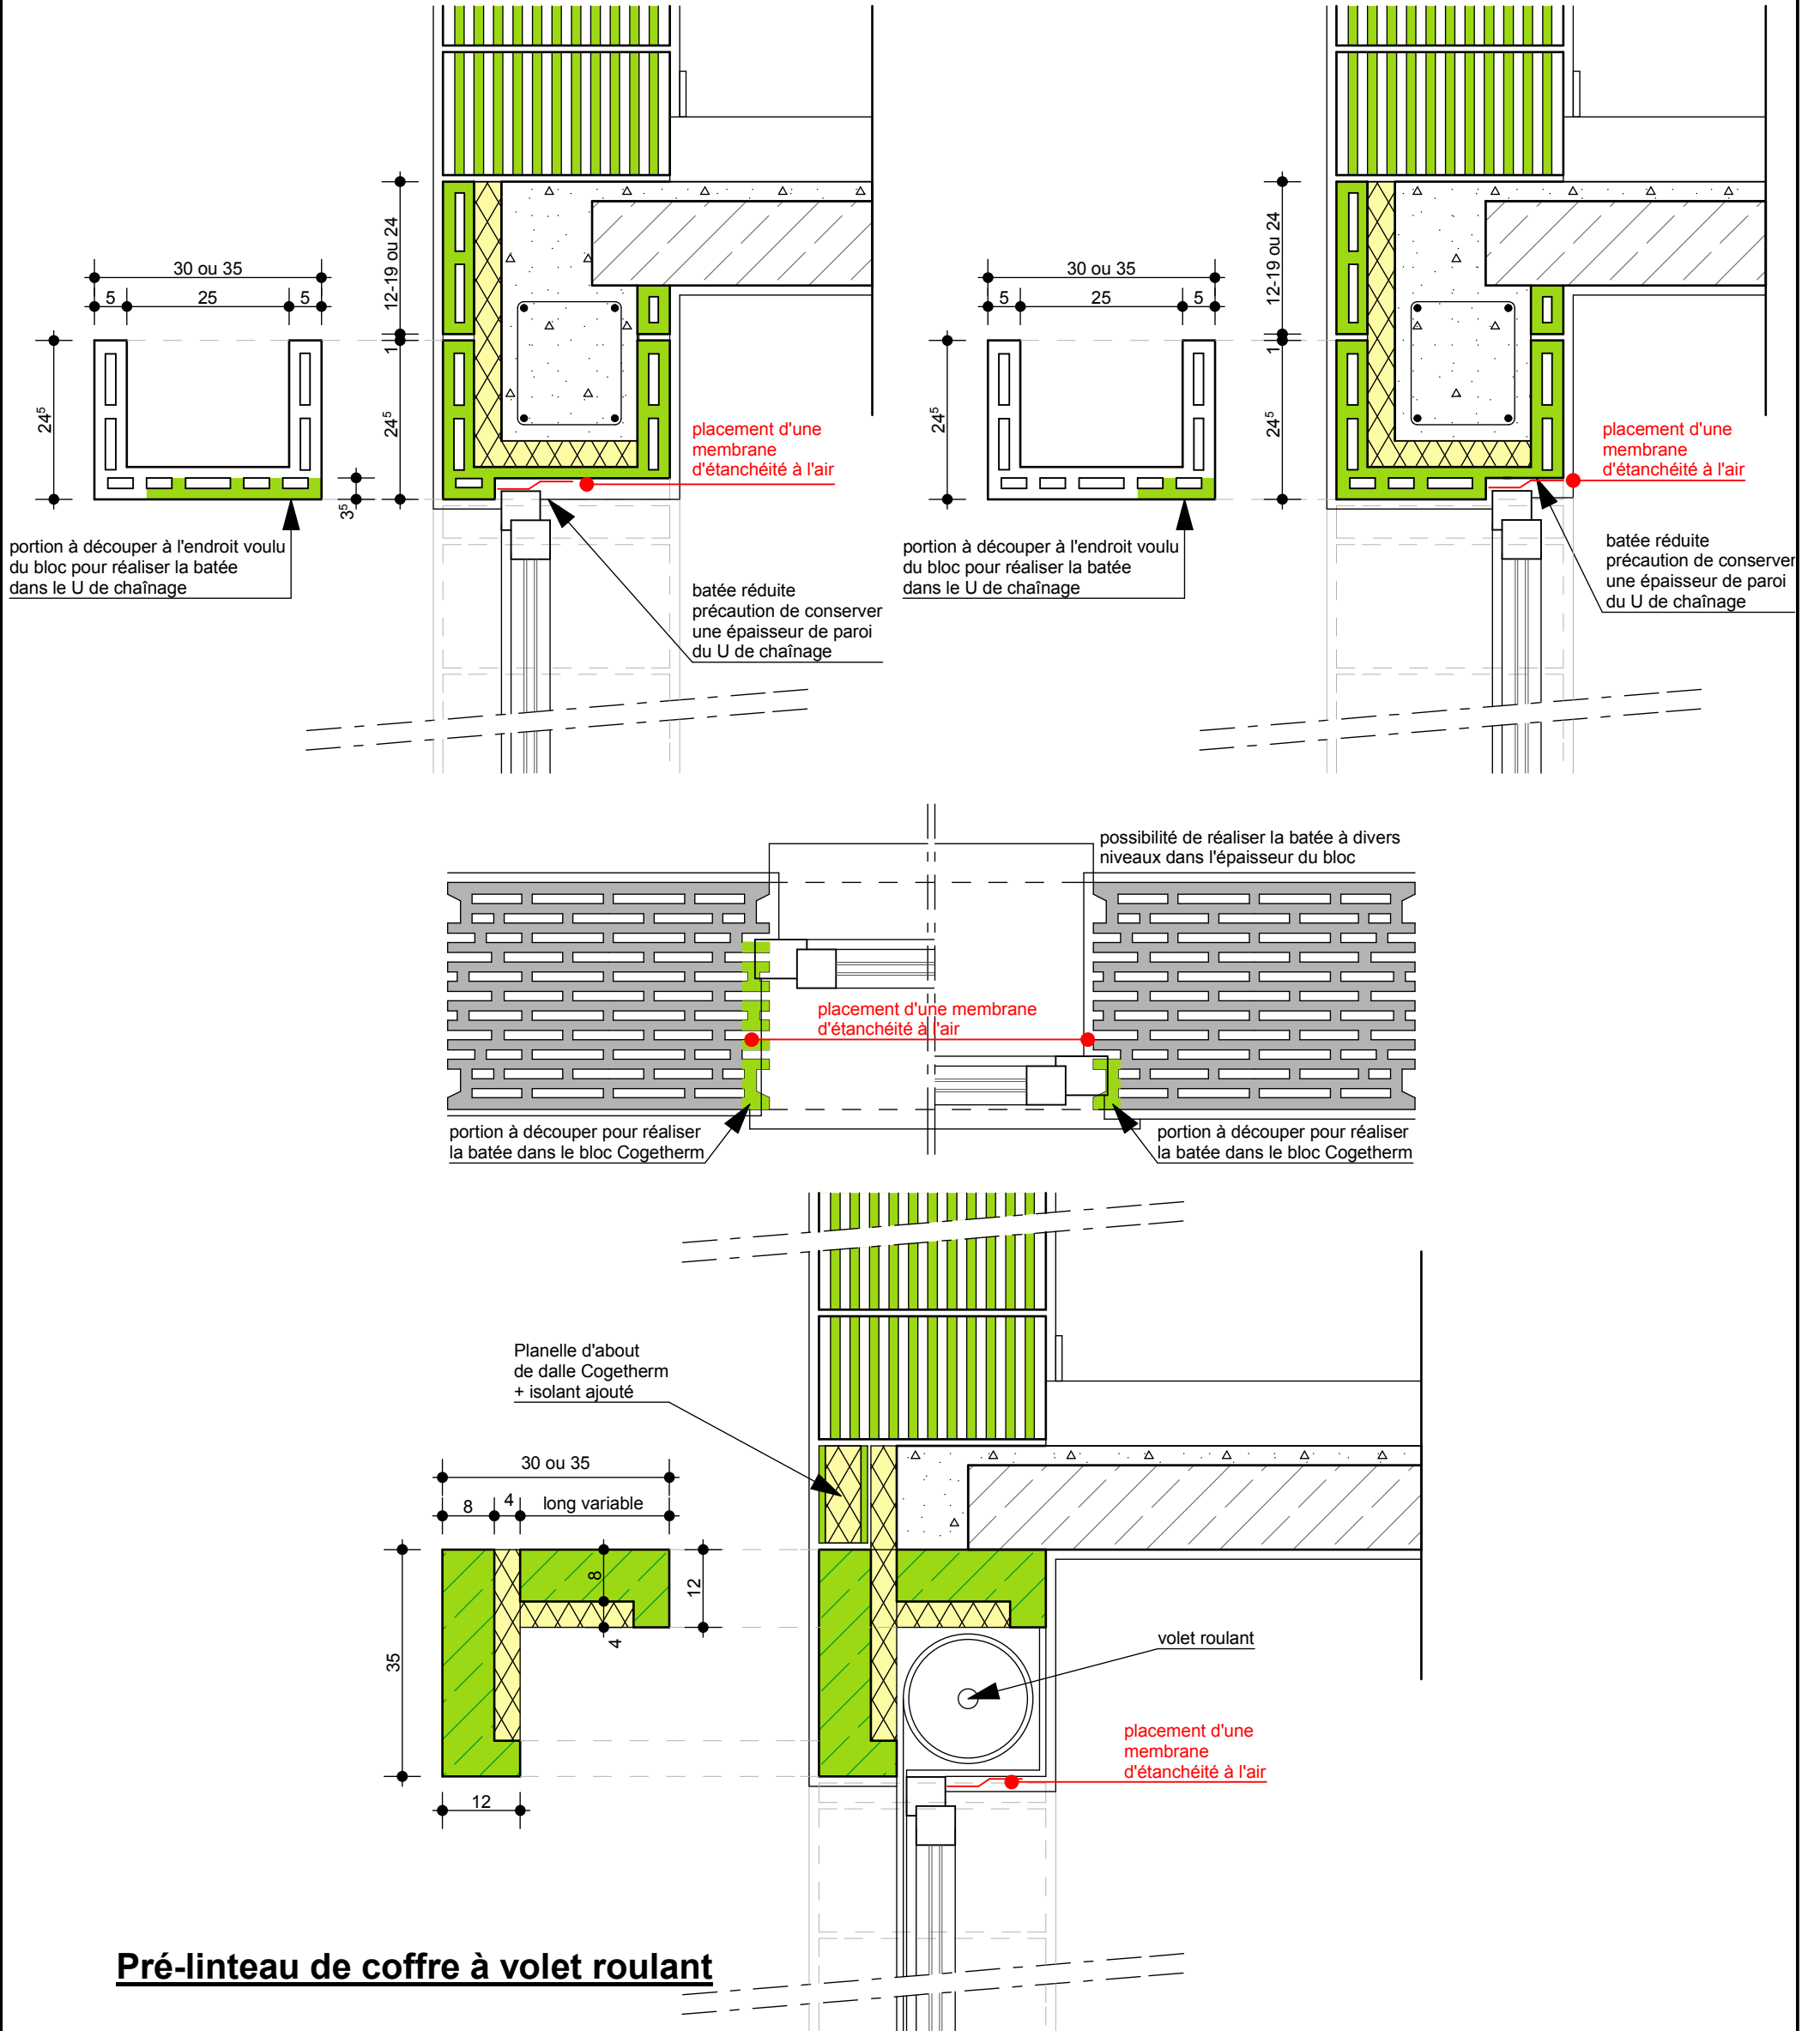 30 ou 35
5
25
5
24⁵
3⁵
12-19 ou 24
1
24⁵
placement d'une
membrane
d'étanchéité à l'air
portion à découper à l'endroit voulu
du bloc pour réaliser la batée
dans le U de chaînage
batée réduite
précaution de conserver
une épaisseur de paroi
du U de chaînage
30 ou 35
5
25
5
24⁵
12-19 ou 24
1
24⁵
placement d'une
membrane
d'étanchéité à l'air
portion à découper à l'endroit voulu
du bloc pour réaliser la batée
dans le U de chaînage
batée réduite
précaution de conserver
une épaisseur de paroi
du U de chaînage
possibilité de réaliser la batée à divers
niveaux dans l'épaisseur du bloc
placement d'une membrane
d'étanchéité à l'air
portion à découper pour réaliser
la batée dans le bloc Cogetherm
portion à découper pour réaliser
la batée dans le bloc Cogetherm
Planelle d'about
de dalle Cogetherm
+ isolant ajouté
30 ou 35
8
4
long variable
8
12
4
35
12
volet roulant
placement d'une
membrane
d'étanchéité à l'air
Pré-linteau de coffre à volet roulant